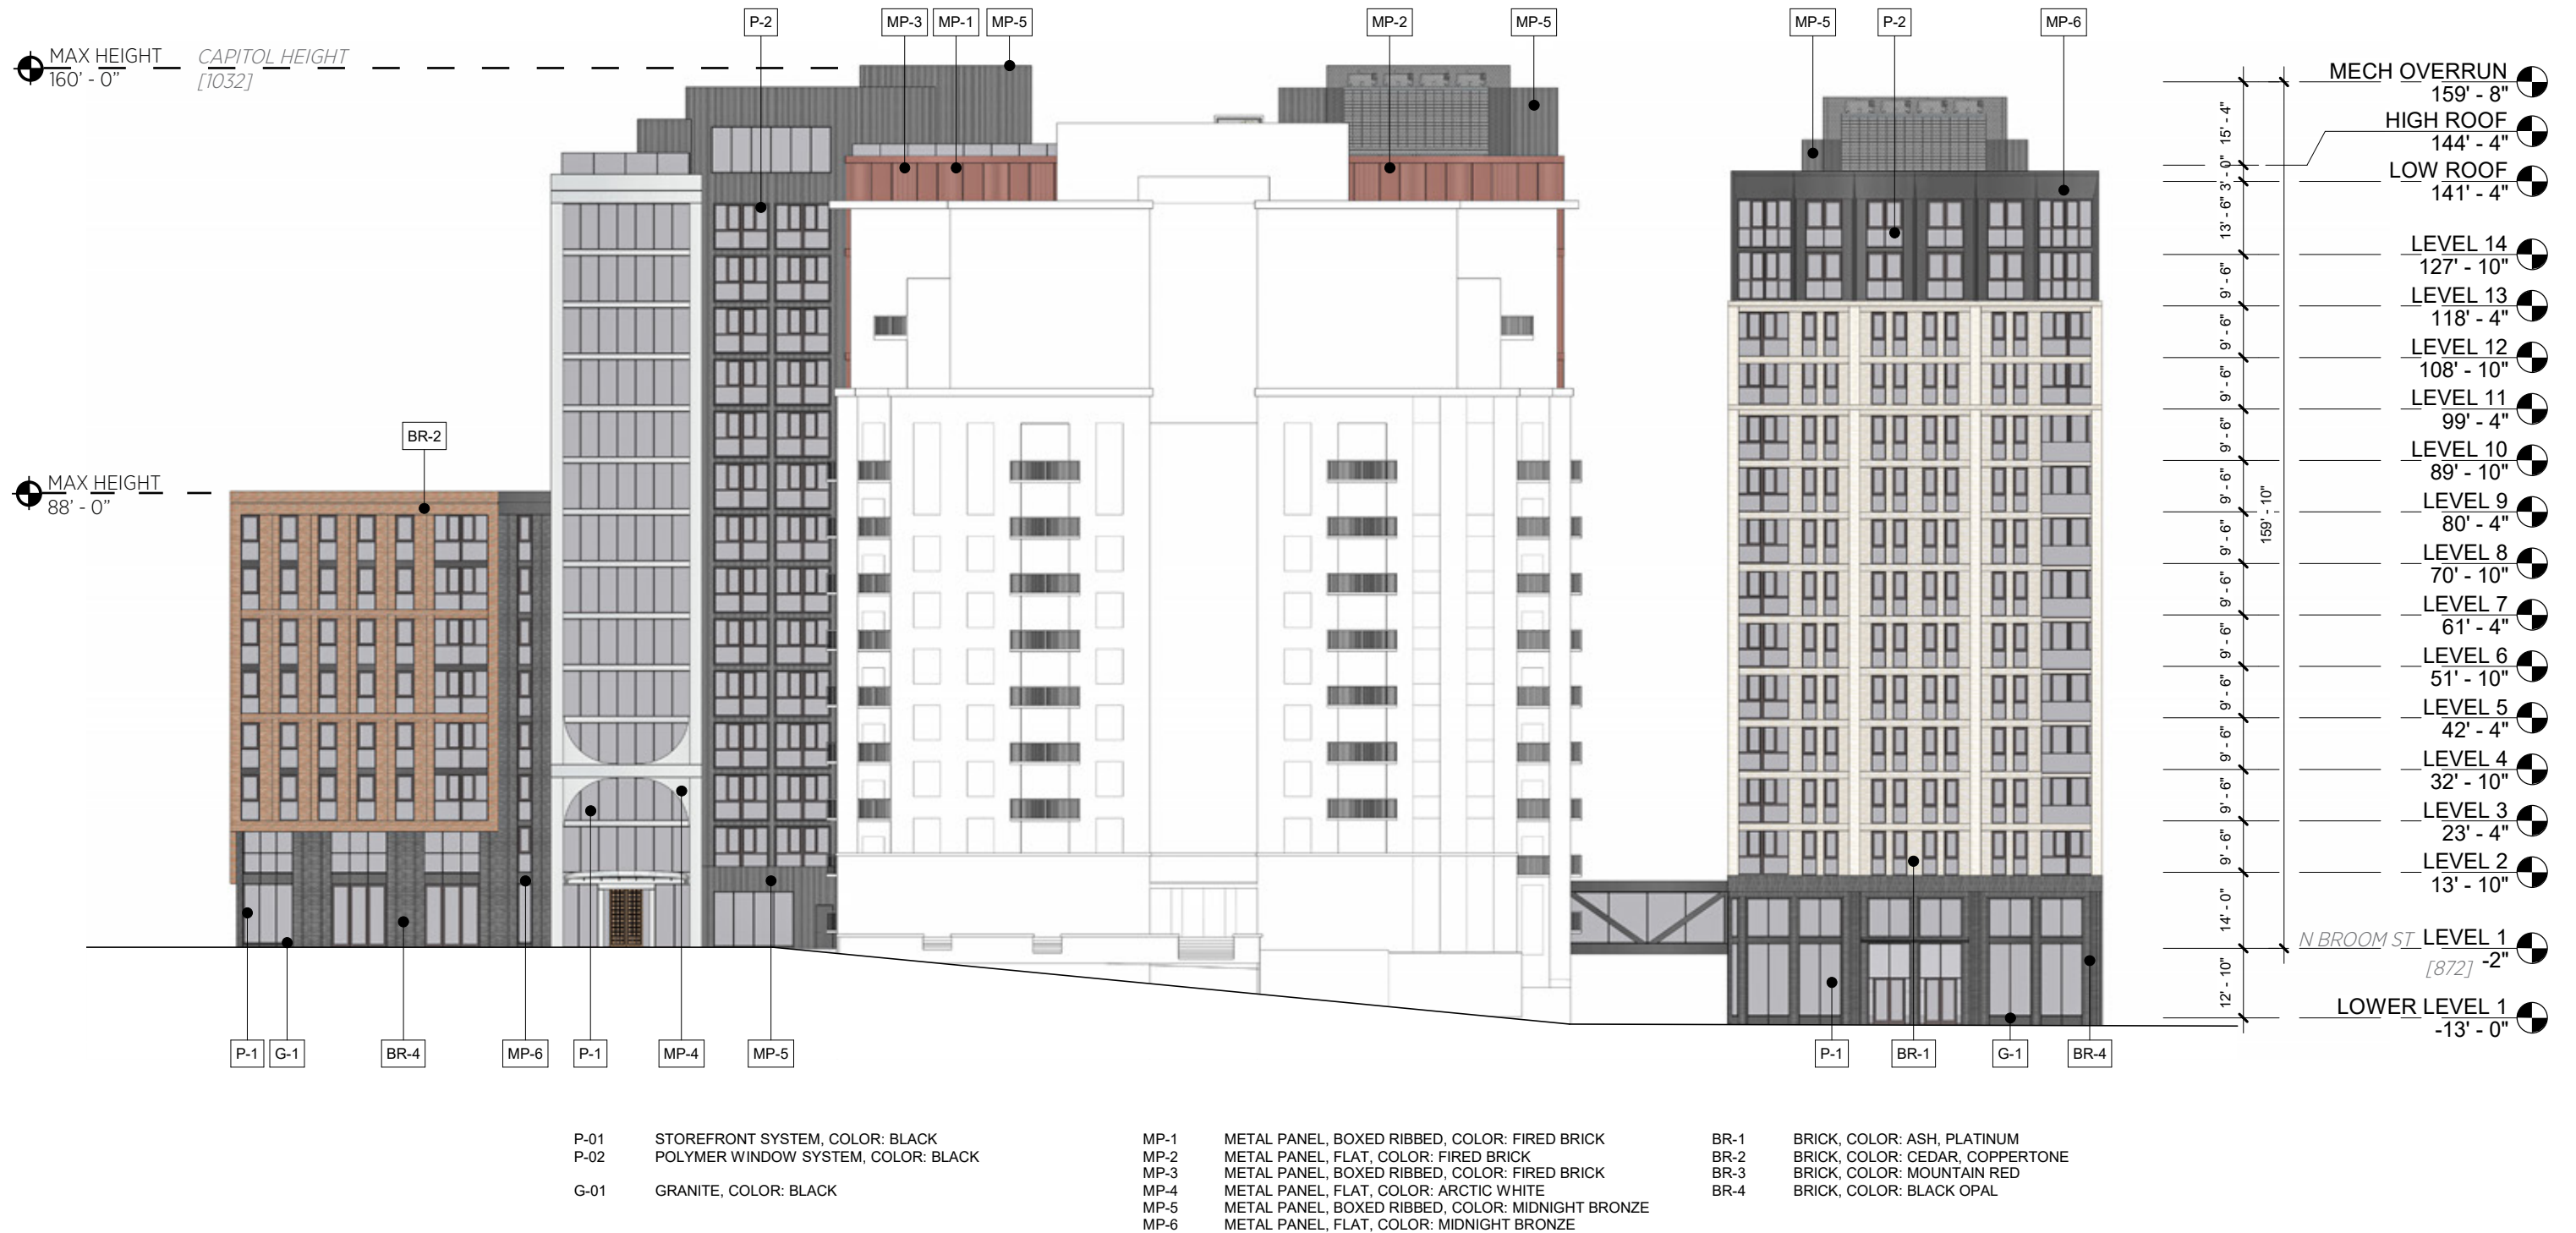 P-2
MP-3
MP-1
MP-5
MP-2
MP-5
MP-5
P-2
MP-6
MAX HEIGHT
160' - 0"
CAPITOL HEIGHT
[1032]
BR-2
MAX HEIGHT
88' - 0"
MECH OVERRUN
159' - 8"
HIGH ROOF
144' - 4"
LOW ROOF
141' - 4"
LEVEL 14
127' - 10"
LEVEL 13
118' - 4"
LEVEL 12
108' - 10"
LEVEL 11
99' - 4"
LEVEL 10
89' - 10"
LEVEL 9
80' - 4"
LEVEL 8
70' - 10"
LEVEL 7
61' - 4"
LEVEL 6
51' - 10"
LEVEL 5
42' - 4"
LEVEL 4
32' - 10"
LEVEL 3
23' - 4"
LEVEL 2
13' - 10"
N BROOM ST
LEVEL 1
[872]
-2"
LOWER LEVEL 1
-13' - 0"
15' - 4"
3' - 0"
13' - 6"
9' - 6"
9' - 6"
9' - 6"
9' - 6"
9' - 6"
9' - 6"
9' - 6"
9' - 6"
9' - 6"
9' - 6"
9' - 6"
9' - 6"
14' - 0"
12' - 10"
159' - 10"
P-1
G-1
BR-4
MP-6
P-1
MP-4
MP-5
P-1
BR-1
G-1
BR-4
P-01 STOREFRONT SYSTEM, COLOR: BLACK
P-02 POLYMER WINDOW SYSTEM, COLOR: BLACK
G-01 GRANITE, COLOR: BLACK
MP-1 METAL PANEL, BOXED RIBBED, COLOR: FIRED BRICK
MP-2 METAL PANEL, FLAT, COLOR: FIRED BRICK
MP-3 METAL PANEL, BOXED RIBBED, COLOR: FIRED BRICK
MP-4 METAL PANEL, FLAT, COLOR: ARCTIC WHITE
MP-5 METAL PANEL, BOXED RIBBED, COLOR: MIDNIGHT BRONZE
MP-6 METAL PANEL, FLAT, COLOR: MIDNIGHT BRONZE
BR-1 BRICK, COLOR: ASH, PLATINUM
BR-2 BRICK, COLOR: CEDAR, COPPERTONE
BR-3 BRICK, COLOR: MOUNTAIN RED
BR-4 BRICK, COLOR: BLACK OPAL